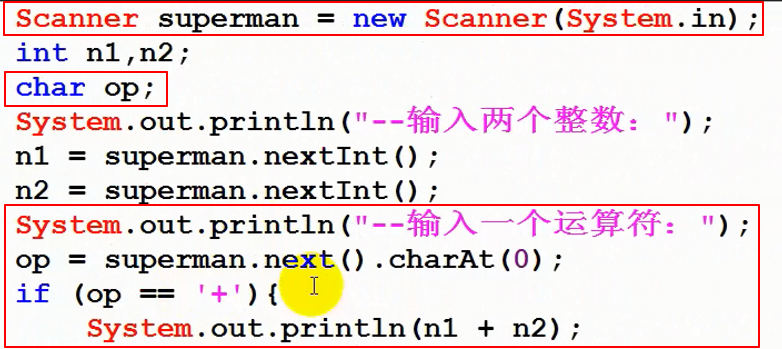 Scanner superman = new Scanner(System.in);
int n1,n2;
char op;
System.out.println("--输入两个整数：");
n1 = superman.nextInt();
n2 = superman.nextInt();
System.out.println("--输入一个运算符：");
op = superman.next().charAt(0);
if (op == '+'){
System.out.println(n1 + n2);